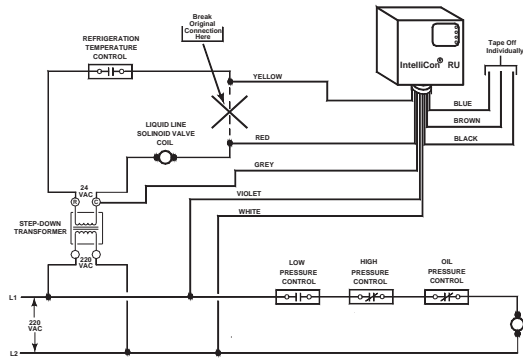 Break
Original
Connection
Here
REFRIGERATION
TEMPERATURE
CONTROL
IntelliCon® RU
Tape Off
Individually
YELLOW
BLUE
BROWN
BLACK
LIQUID LINE
SOLINOID VALVE
COIL
RED
GREY
VIOLET
WHITE
24
VAC
R
C
STEP-DOWN
TRANSFORMER
220
VAC
LOW
PRESSURE
CONTROL
HIGH
PRESSURE
CONTROL
OIL
PRESSURE
CONTROL
L1
220
VAC
L2